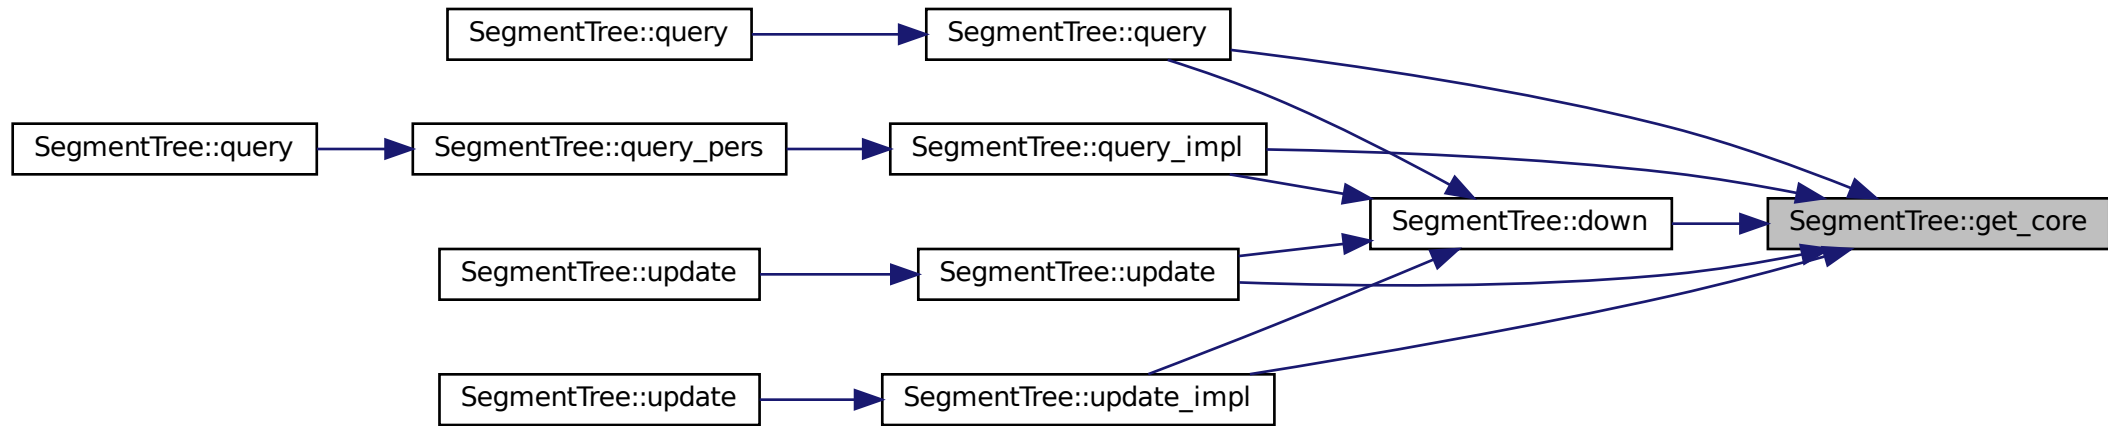 SegmentTree::query
SegmentTree::query
SegmentTree::query
SegmentTree::query_pers
SegmentTree::query_impl
SegmentTree::down
SegmentTree::get_core
SegmentTree::update
SegmentTree::update
SegmentTree::update
SegmentTree::update_impl